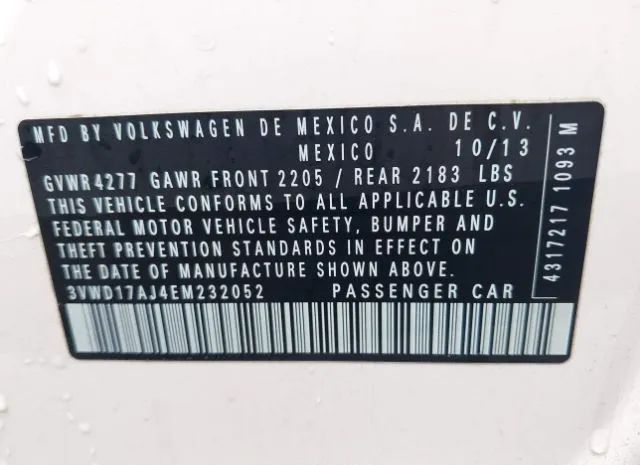 MFD BY VOLKSWAGEN DE MEXICO S.A. DE C.V.
MEXICO 10/13
GVWR 4277 GAWR FRONT 2205 / REAR 2183 LBS
THIS VEHICLE CONFORMS TO ALL APPLICABLE U.S.
FEDERAL MOTOR VEHICLE SAFETY, BUMPER AND
THEFT PREVENTION STANDARDS IN EFFECT ON
THE DATE OF MANUFACTURE SHOWN ABOVE.
3VWD17AJ4EM232052 PASSENGER CAR
4317217 1093 M